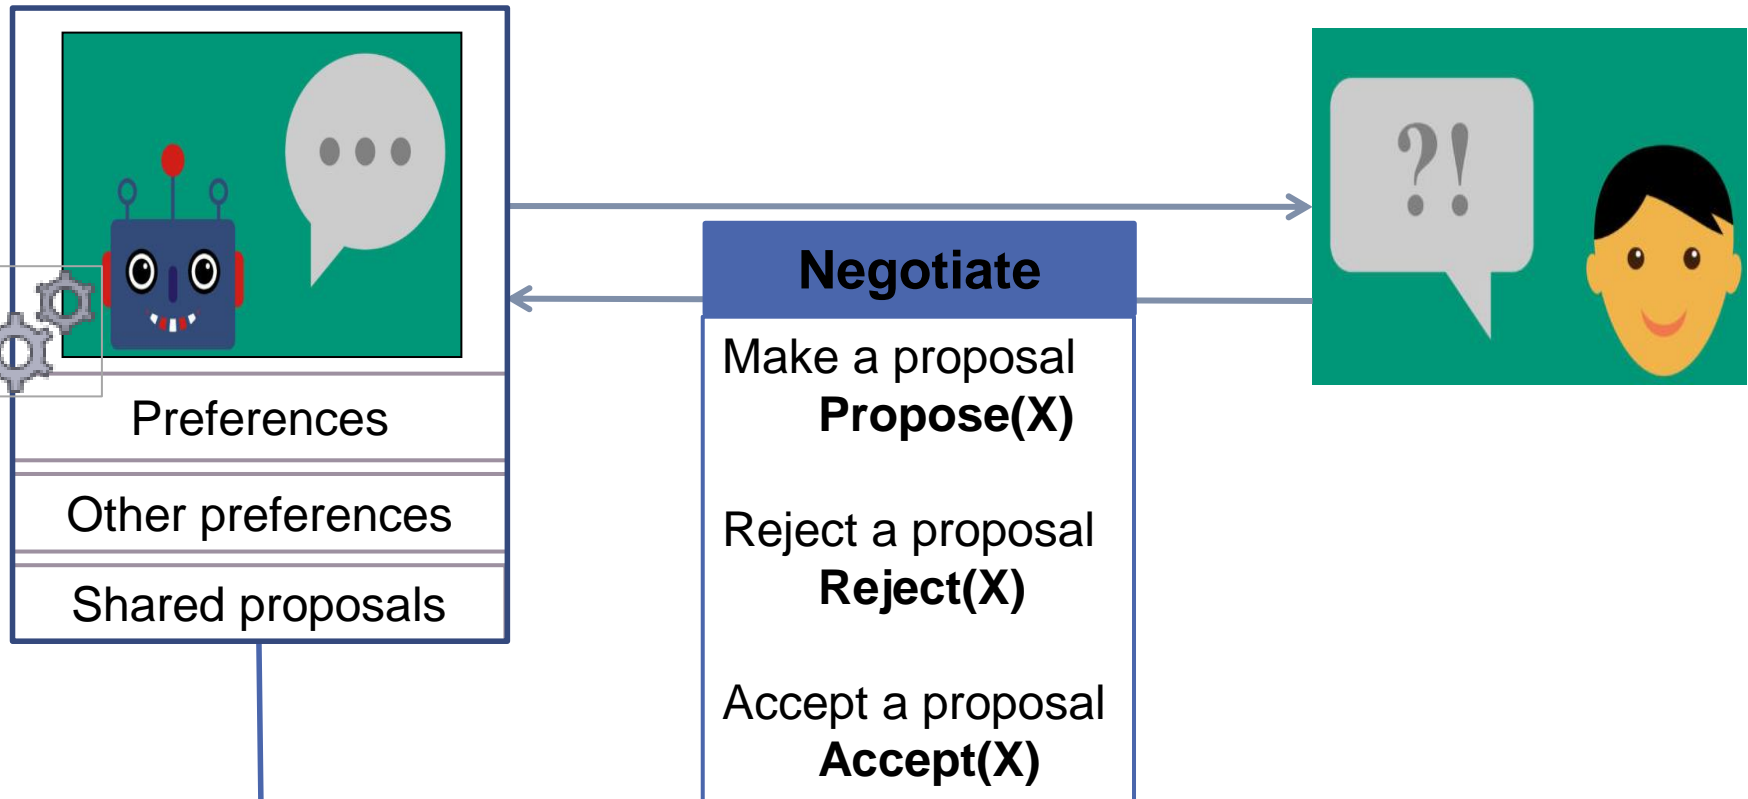 ?!
Negotiate
Make a proposal
Propose(X)
Reject a proposal
Reject(X)
Accept a proposal
Accept(X)
Preferences
Other preferences
Shared proposals